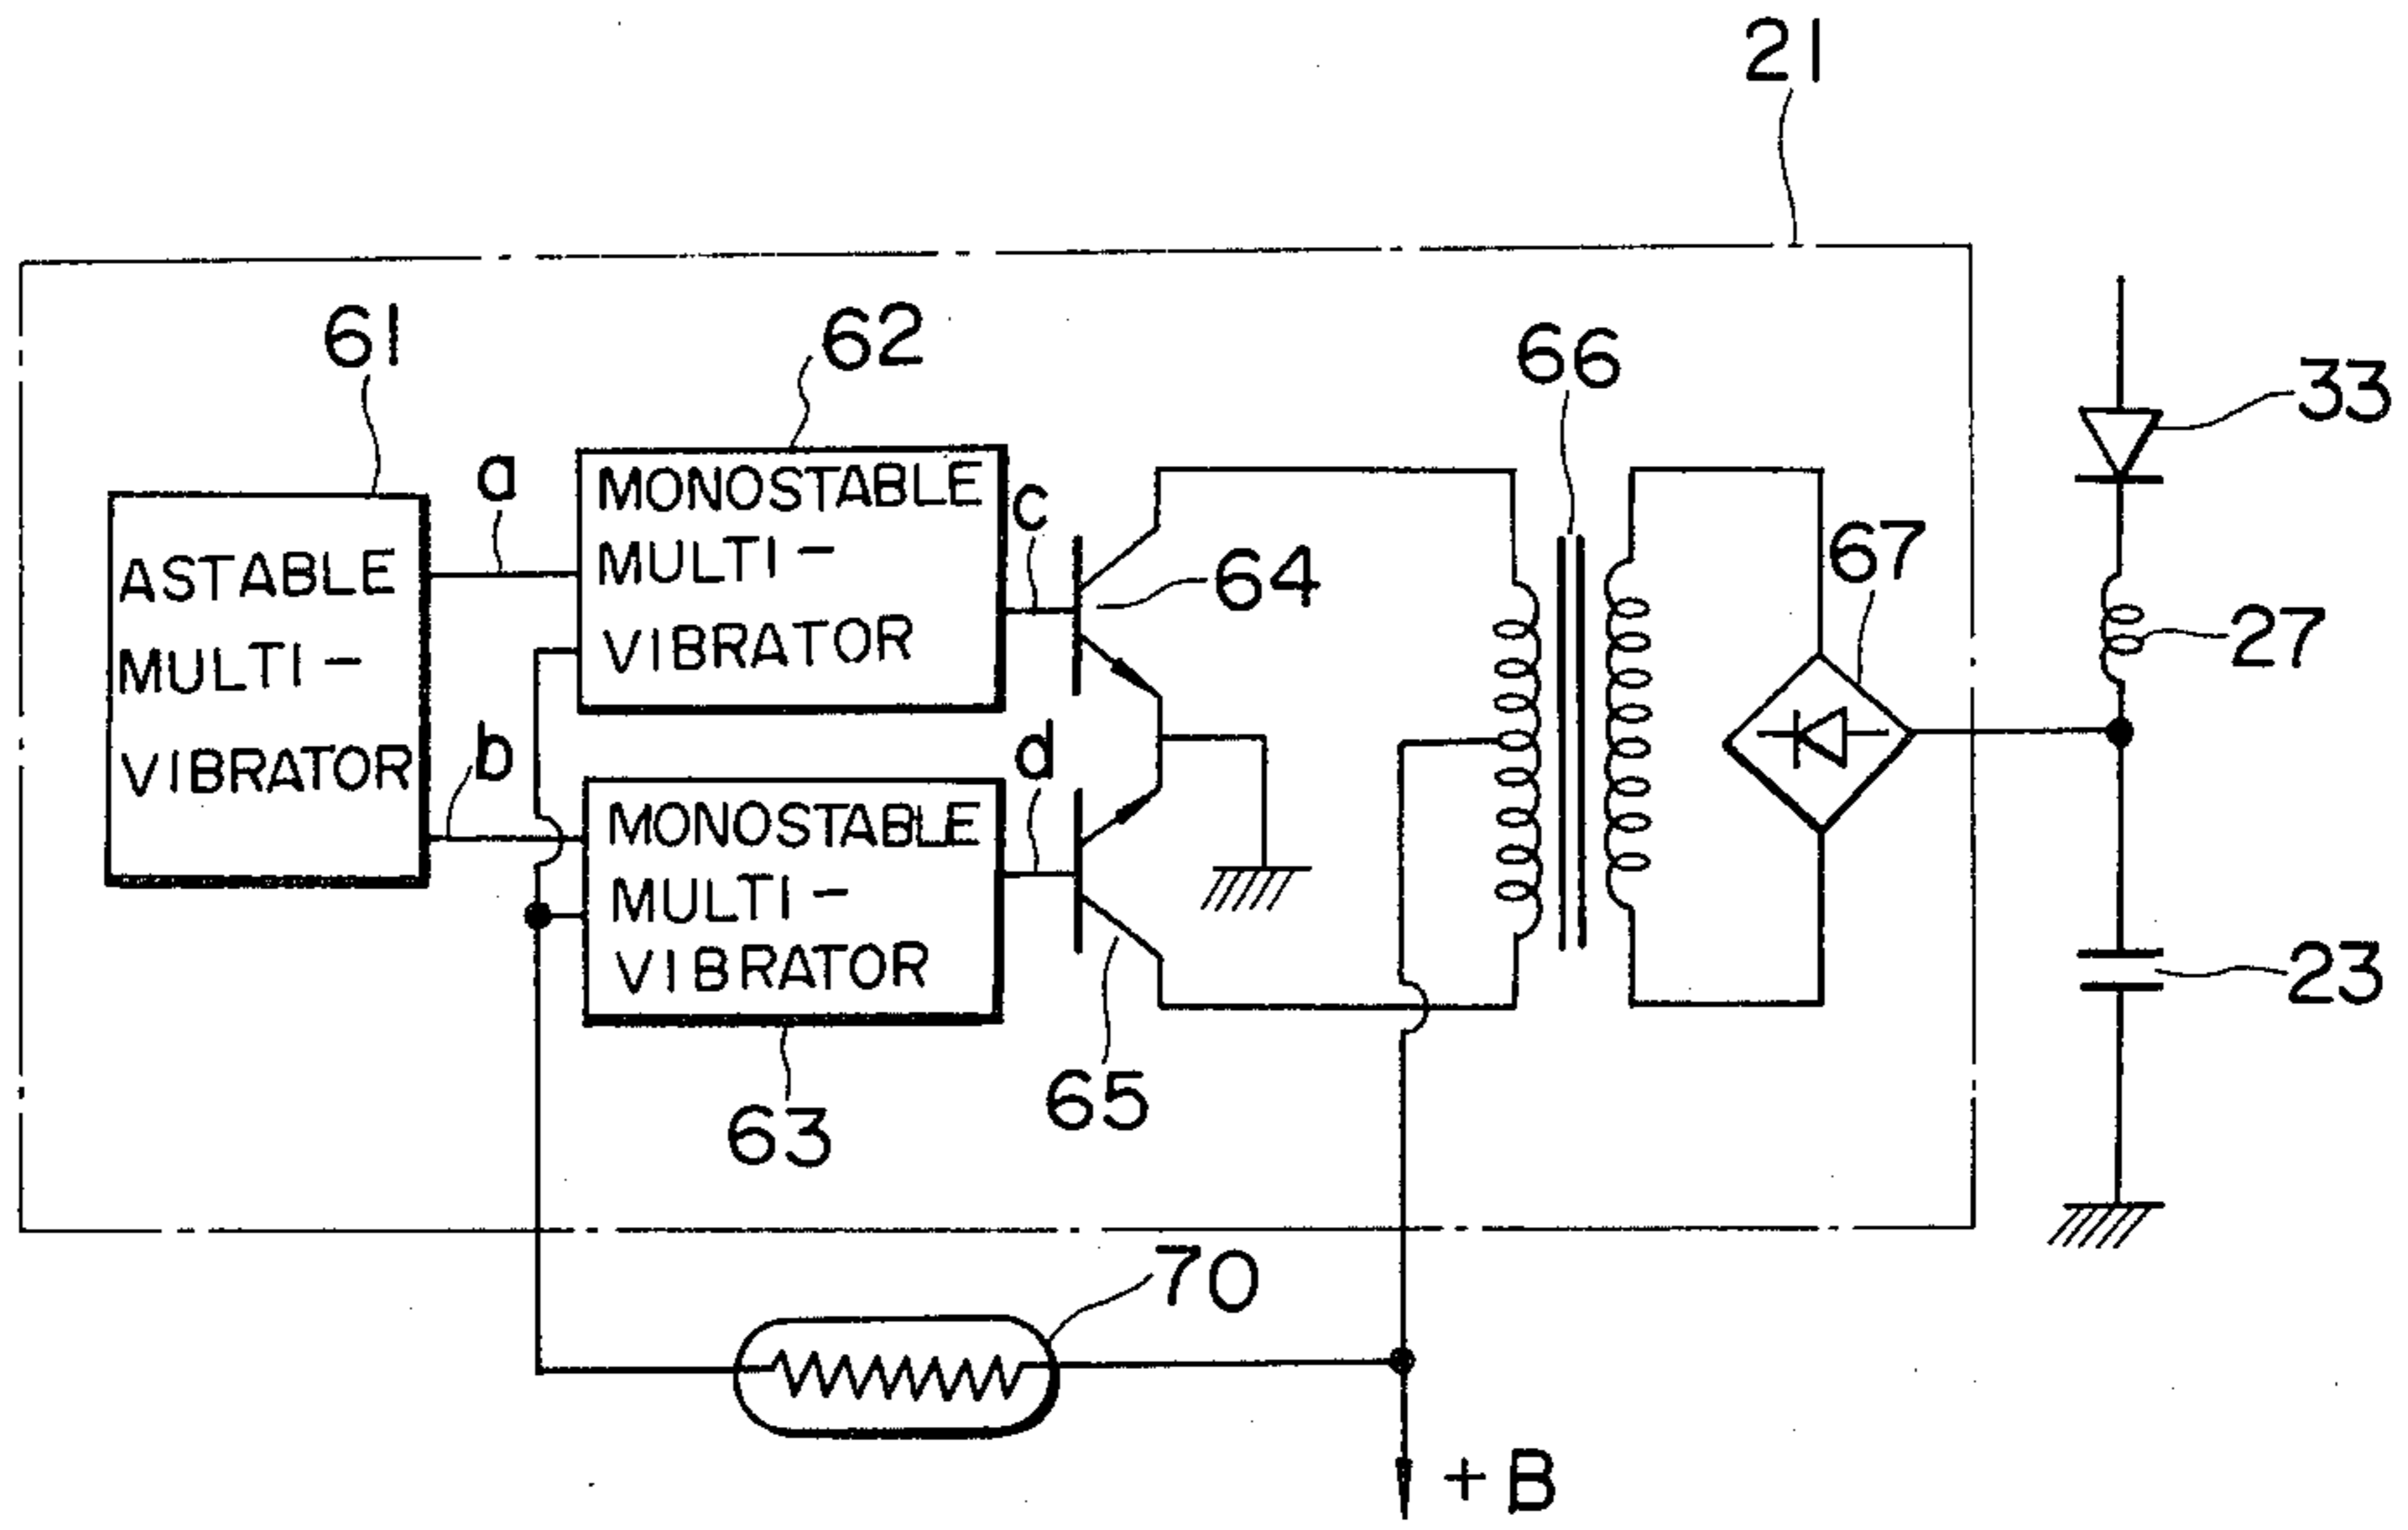 21
61
62
66
33
a
MONOSTABLE
MULTI-
VIBRATOR
c
64
67
27
ASTABLE
MULTI-
VIBRATOR
b
MONOSTABLE
MULTI-
VIBRATOR
d
23
63
65
70
+B